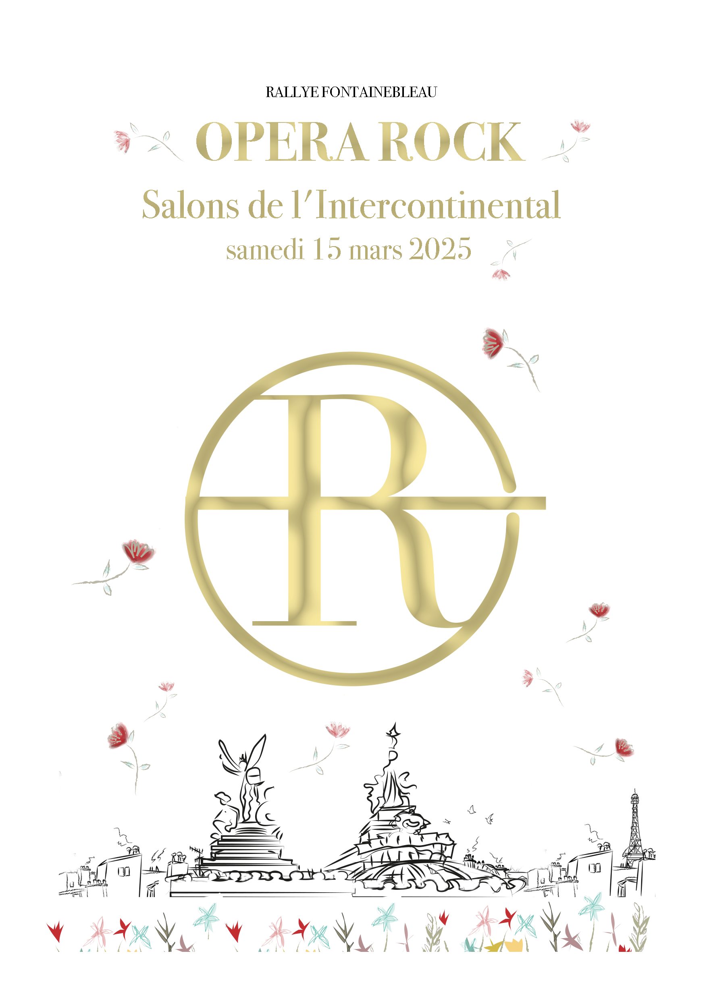 RALLYE FONTAINEBLEAU
OPERA ROCK
Salons de l'Intercontinental
samedi 15 mars 2025
R